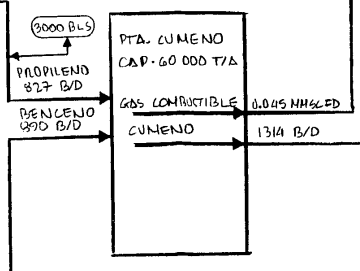 3000 BLS
PTA. CUMENO
CAP. 60 000 T/A
PROPILENO
827 B/D
GAS COMBUSTIBLE
0.045 MMSCFD
BENCENO
890 B/D
CUMENO
1314 B/D